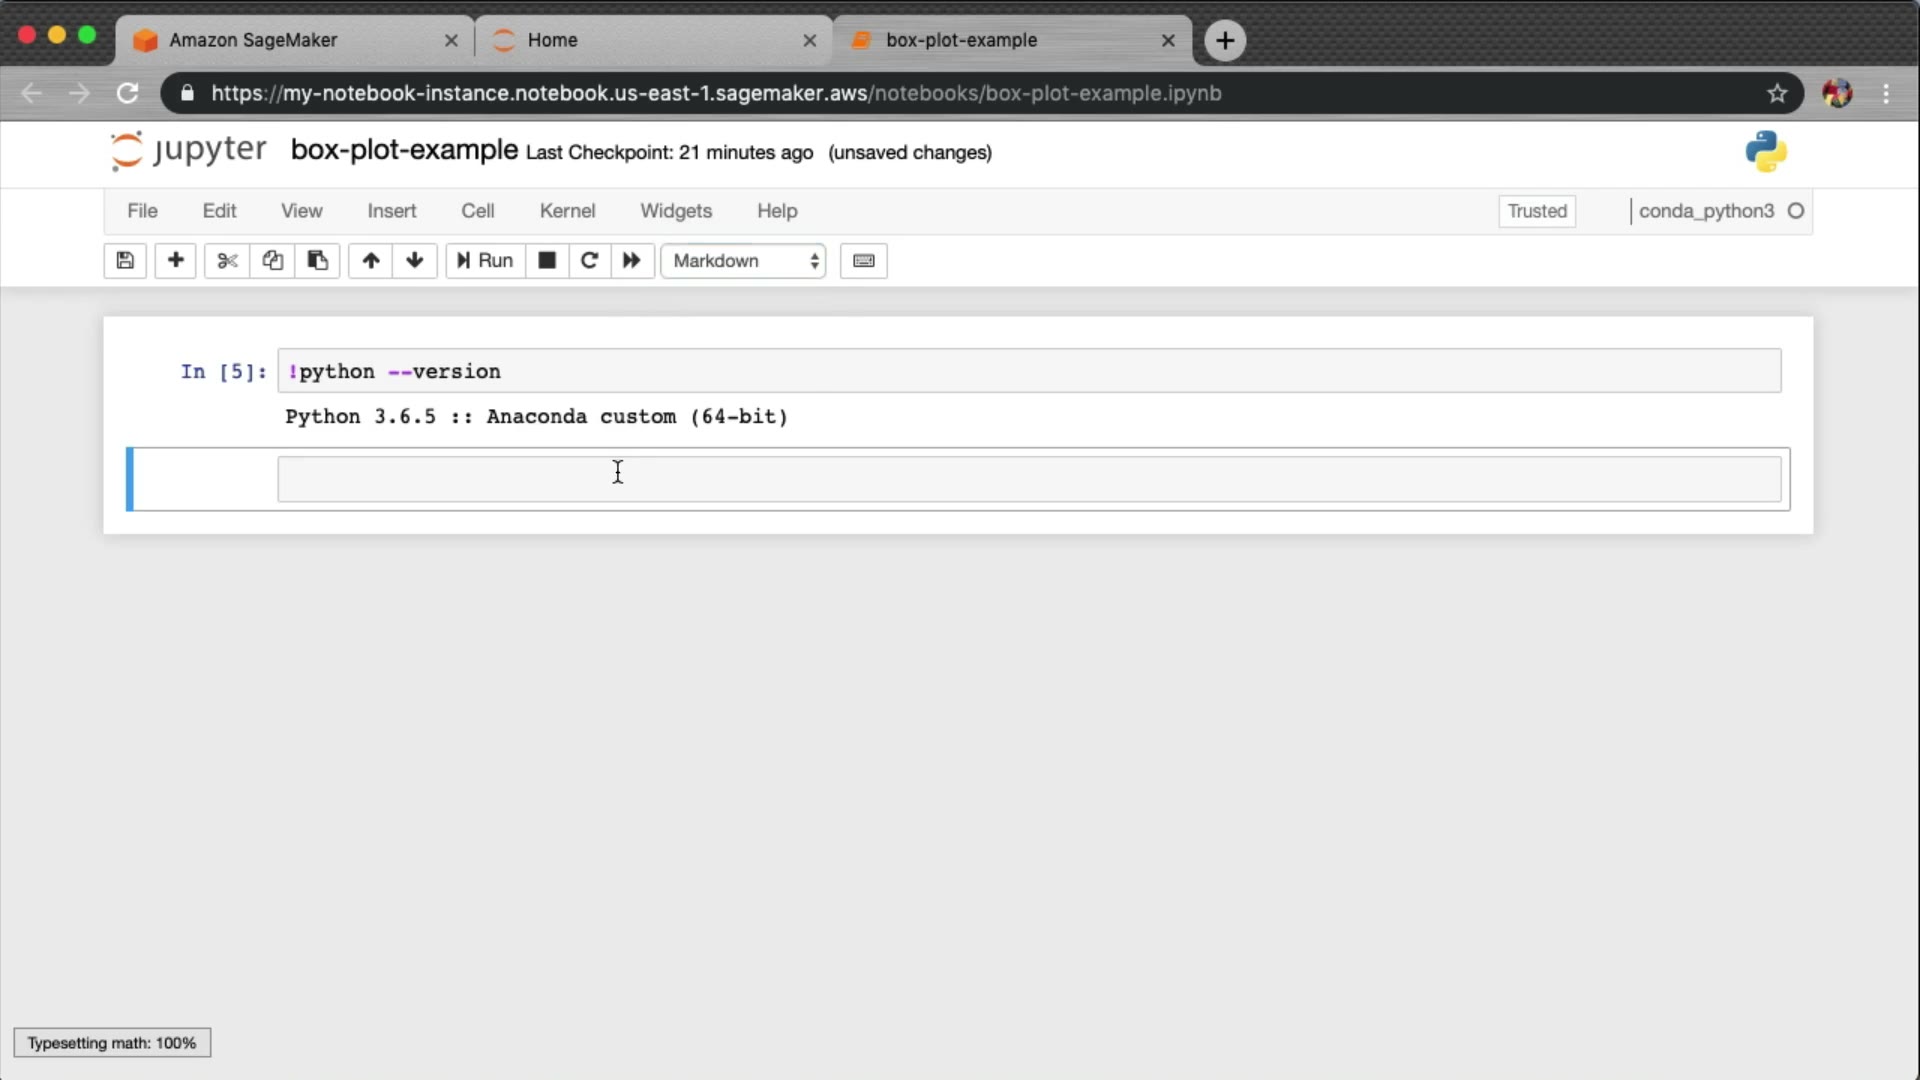 Amazon SageMaker
Home
box-plot-example
https://my-notebook-instance.notebook.us-east-1.sagemaker.aws/notebooks/box-plot-example.ipynb
jupyter box-plot-example Last Checkpoint: 21 minutes ago (unsaved changes)
File Edit View Insert Cell Kernel Widgets Help Trusted conda_python3
Run Markdown
In [5]: !python --version
Python 3.6.5 :: Anaconda custom (64-bit)
Typesetting math: 100%